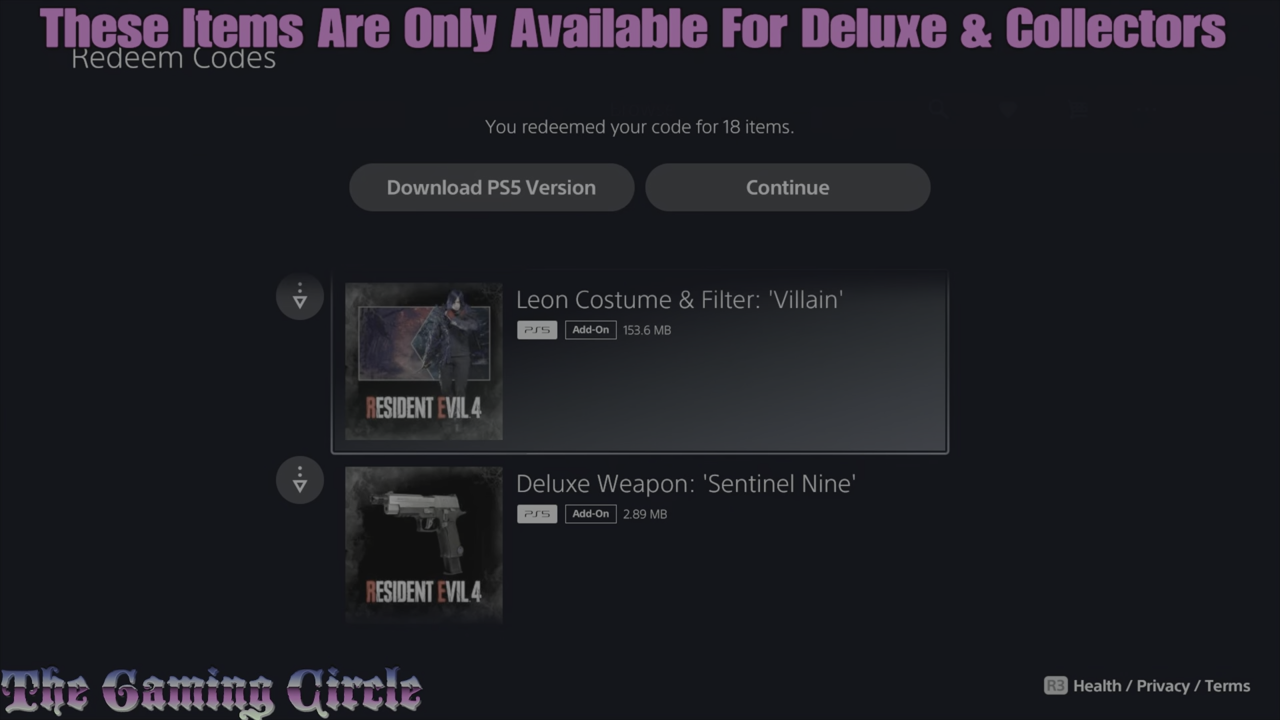 These Items Are Only Available For Deluxe & Collectors
Redeem Codes
You redeemed your code for 18 items.
Download PS5 Version
Continue
Leon Costume & Filter: 'Villain'
PS5 Add-On 153.6 MB
RESIDENT EVIL 4
Deluxe Weapon: 'Sentinel Nine'
PS5 Add-On 2.89 MB
RESIDENT EVIL 4
The Gaming Circle
R3 Health / Privacy / Terms